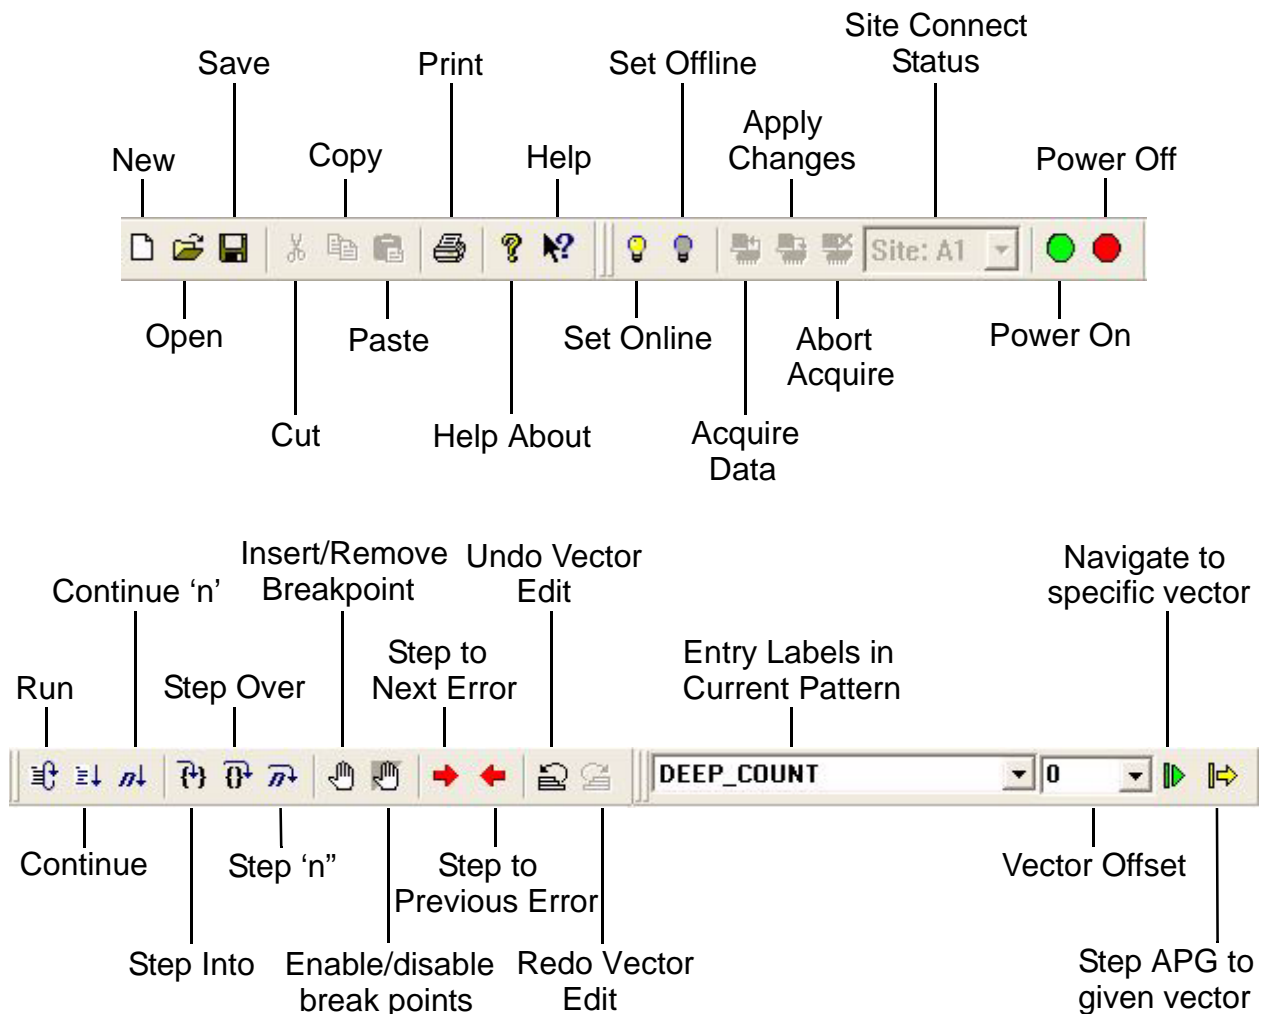 Site Connect
Status
Save
Print
Set Offline
Apply
Changes
New
Copy
Help
Power Off
Site: A1
Open
Paste
Set Online
Abort
Acquire
Power On
Cut
Help About
Acquire
Data
Insert/Remove
Breakpoint
Undo Vector
Edit
Navigate to
specific vector
Continue ‘n’
Step to
Next Error
Entry Labels in
Current Pattern
Run
Step Over
DEEP_COUNT
0
Continue
Step ‘n”
Step to
Previous Error
Vector Offset
Step Into
Enable/disable
break points
Redo Vector
Edit
Step APG to
given vector